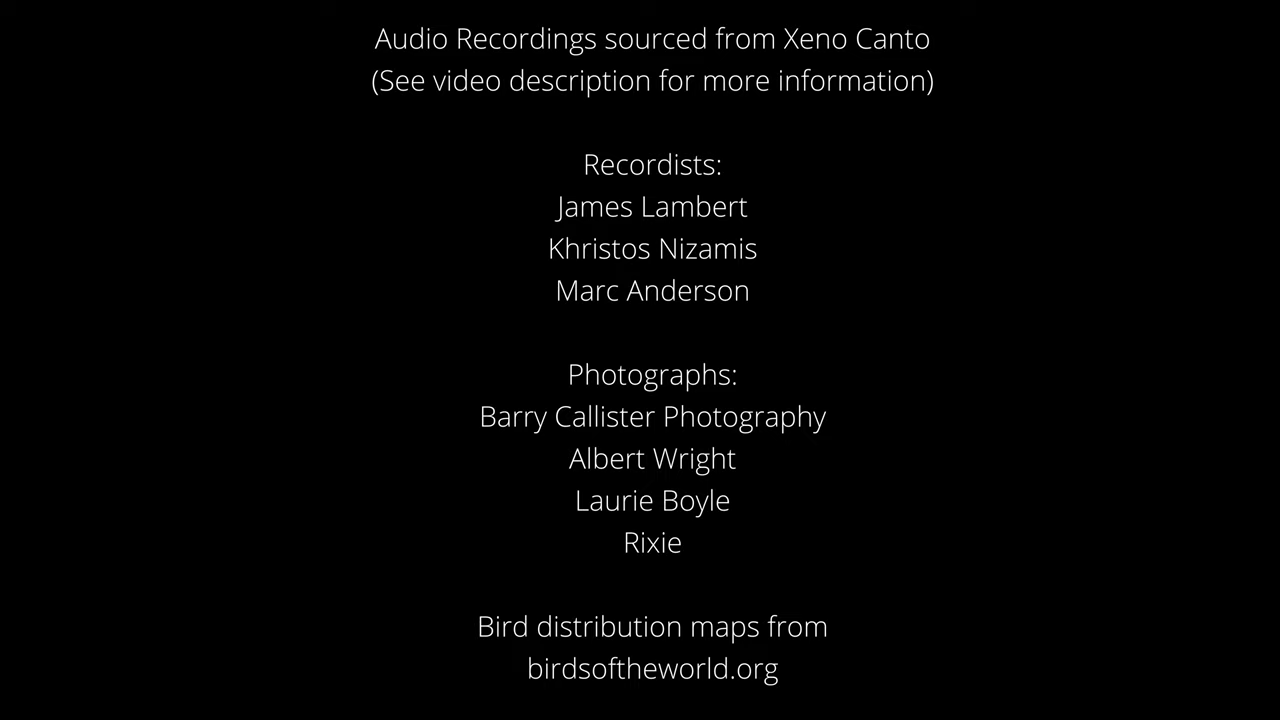 Audio Recordings sourced from Xeno Canto
(See video description for more information)
Recordists:
James Lambert
Khristos Nizamis
Marc Anderson
Photographs:
Barry Callister Photography
Albert Wright
Laurie Boyle
Rixie
Bird distribution maps from
birdsoftheworld.org